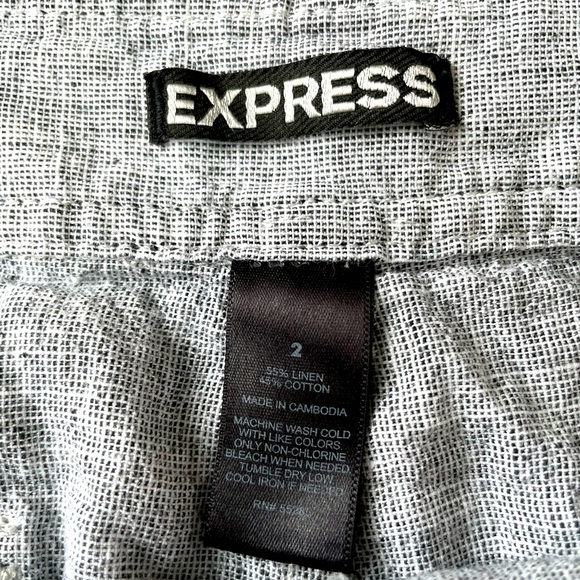 EXPRESS
2
55% LINEN
45% COTTON
MADE IN CAMBODIA
MACHINE WASH COLD
WITH LIKE COLORS
ONLY NON-CHLORINE
BLEACH WHEN NEEDED
TUMBLE DRY LOW
COOL IRON IF NEEDED
RN#